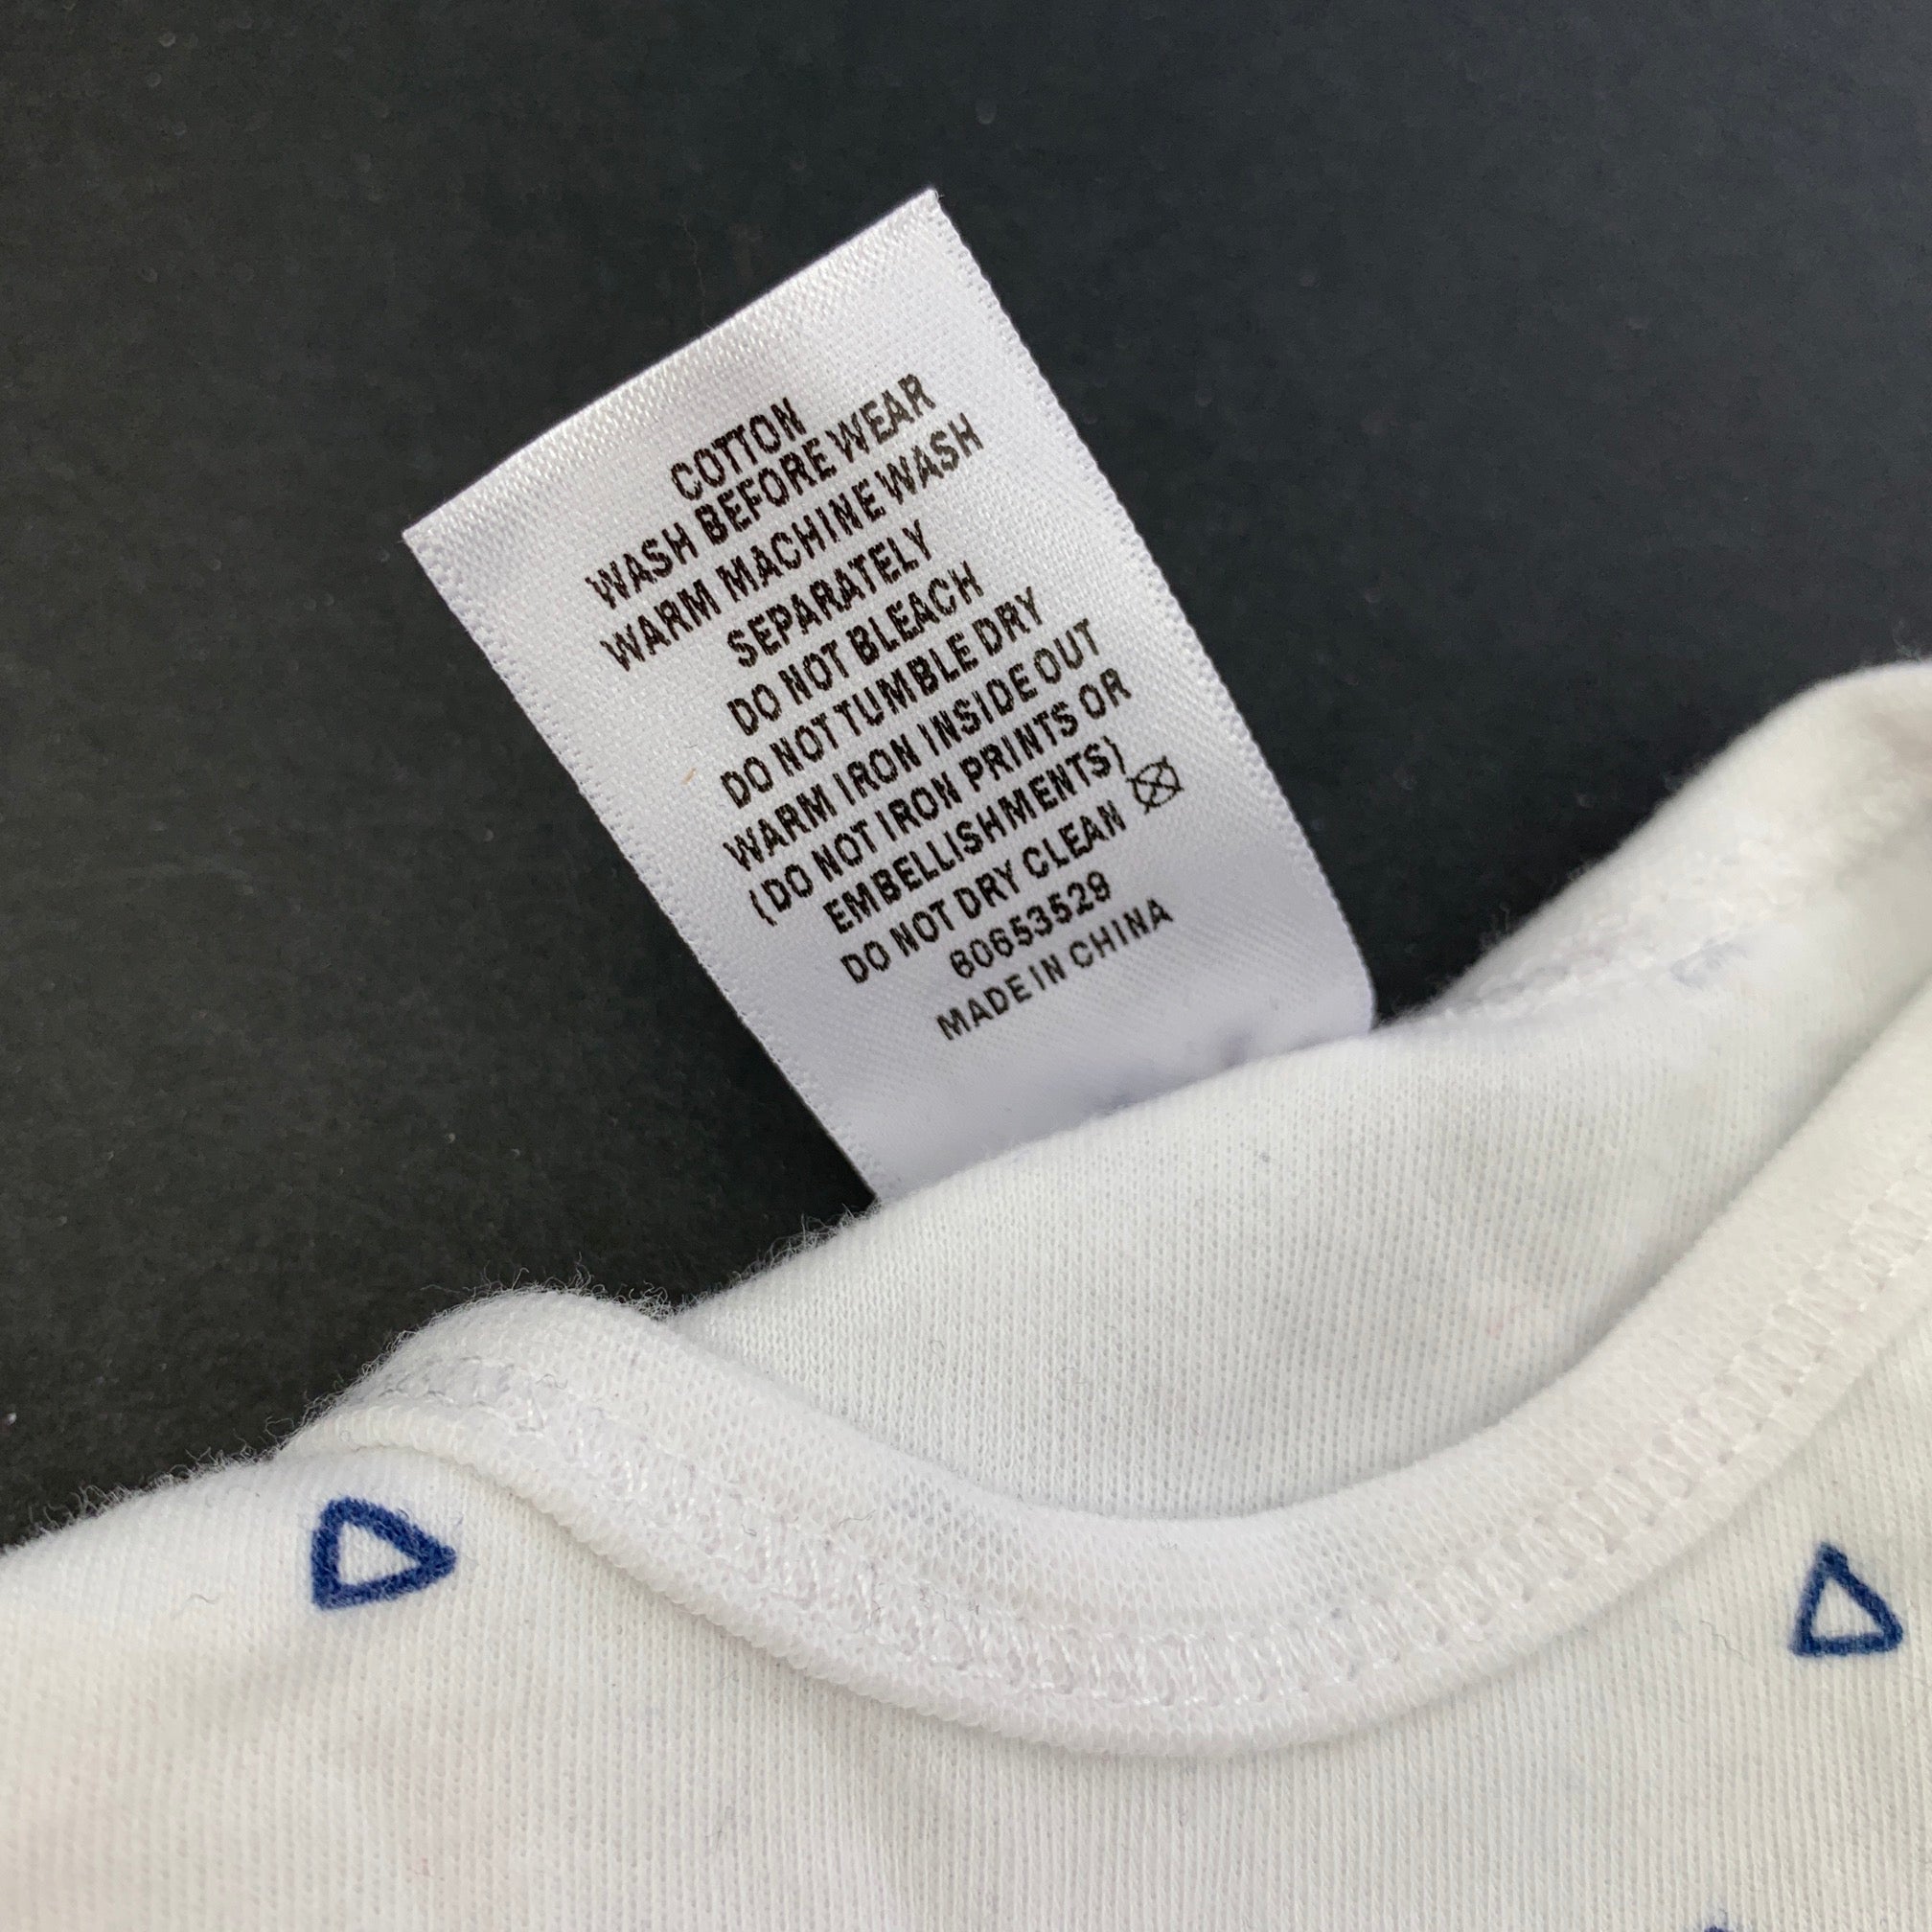 COTTON
WASH BEFORE WEAR
WARM MACHINE WASH
SEPARATELY
DO NOT BLEACH
DO NOT TUMBLE DRY
WARM IRON INSIDE OUT
(DO NOT IRON PRINTS OR
EMBELLISHMENTS)
DO NOT DRY CLEAN
60653529
MADE IN CHINA